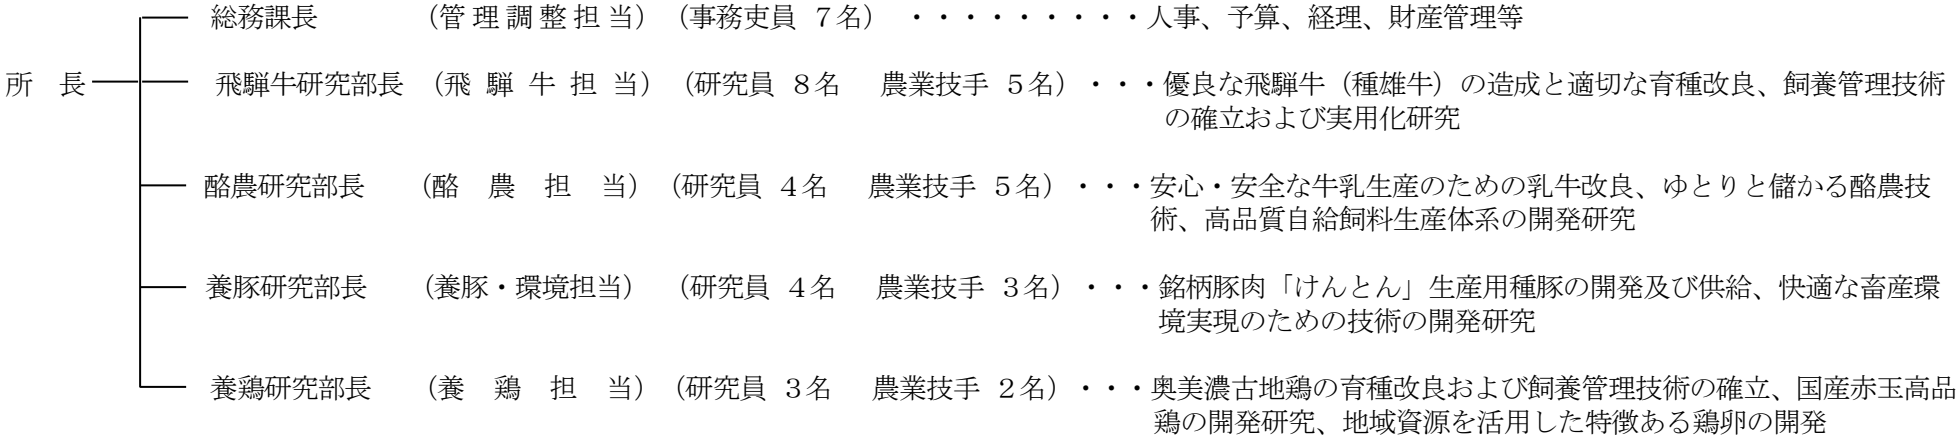 総務課長 （管理調整担当）（事務吏員 ７名） ・・・・・・・・・人事、予算、経理、財産管理等
所 長 飛騨牛研究部長 （飛 騨 牛 担 当）（研究員 ８名 農業技手 ５名）・・・優良な飛騨牛（種雄牛）の造成と適切な育種改良、飼養管理技術
の確立および実用化研究
酪農研究部長 （酪 農 担 当）（研究員 ４名 農業技手 ５名）・・・安心・安全な牛乳生産のための乳牛改良、ゆとりと儲かる酪農技
術、高品質自給飼料生産体系の開発研究
養豚研究部長 （養豚・環境担当） （研究員 ４名 農業技手 ３名）・・・銘柄豚肉「けんとん」生産用種豚の開発及び供給、快適な畜産環
境実現のための技術の開発研究
養鶏研究部長 （養 鶏 担 当）（研究員 ３名 農業技手 ２名）・・・奥美濃古地鶏の育種改良および飼養管理技術の確立、国産赤玉高品
鶏の開発研究、地域資源を活用した特徴ある鶏卵の開発